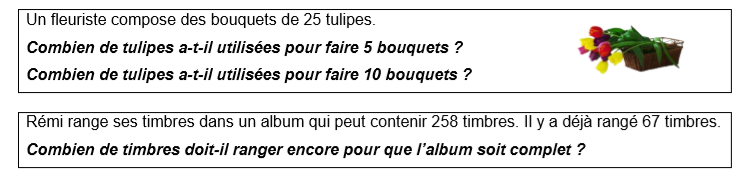 Un fleuriste compose des bouquets de 25 tulipes.
Combien de tulipes a-t-il utilisées pour faire 5 bouquets ?
Combien de tulipes a-t-il utilisées pour faire 10 bouquets ?
Rémi range ses timbres dans un album qui peut contenir 258 timbres. Il y a déjà rangé 67 timbres.
Combien de timbres doit-il ranger encore pour que l’album soit complet ?